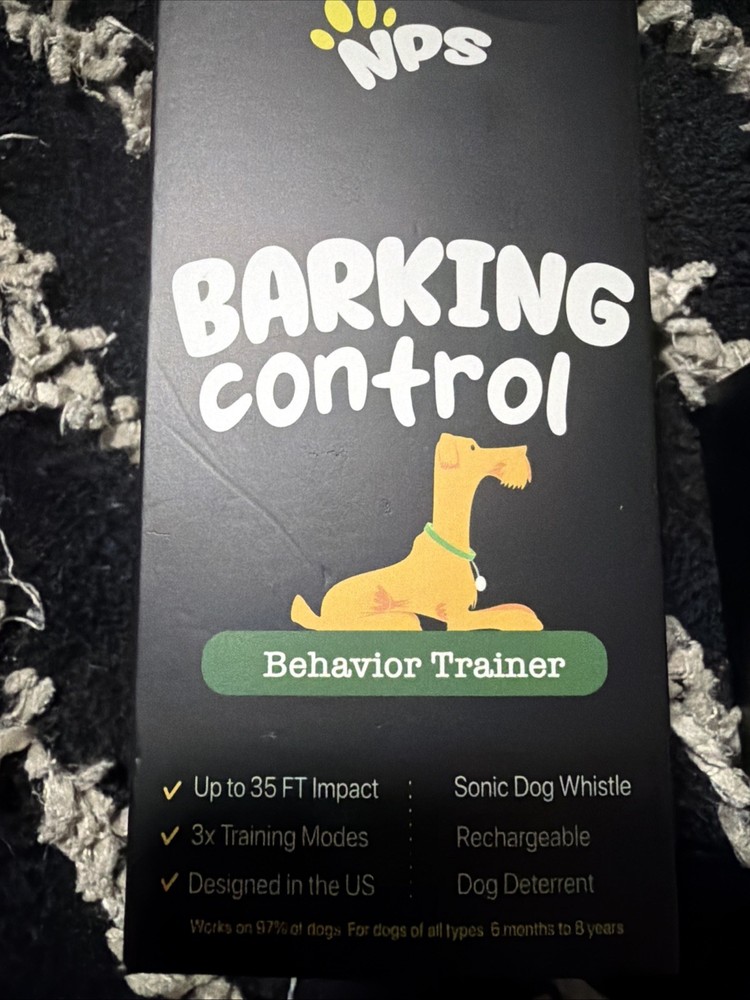 NPS
BARKING
control
Behavior Trainer
Up to 35 FT Impact
Sonic Dog Whistle
3x Training Modes
Rechargeable
Designed in the US
Dog Deterrent
Works on 97% of dogs For dogs of all types 6 months to 8 years